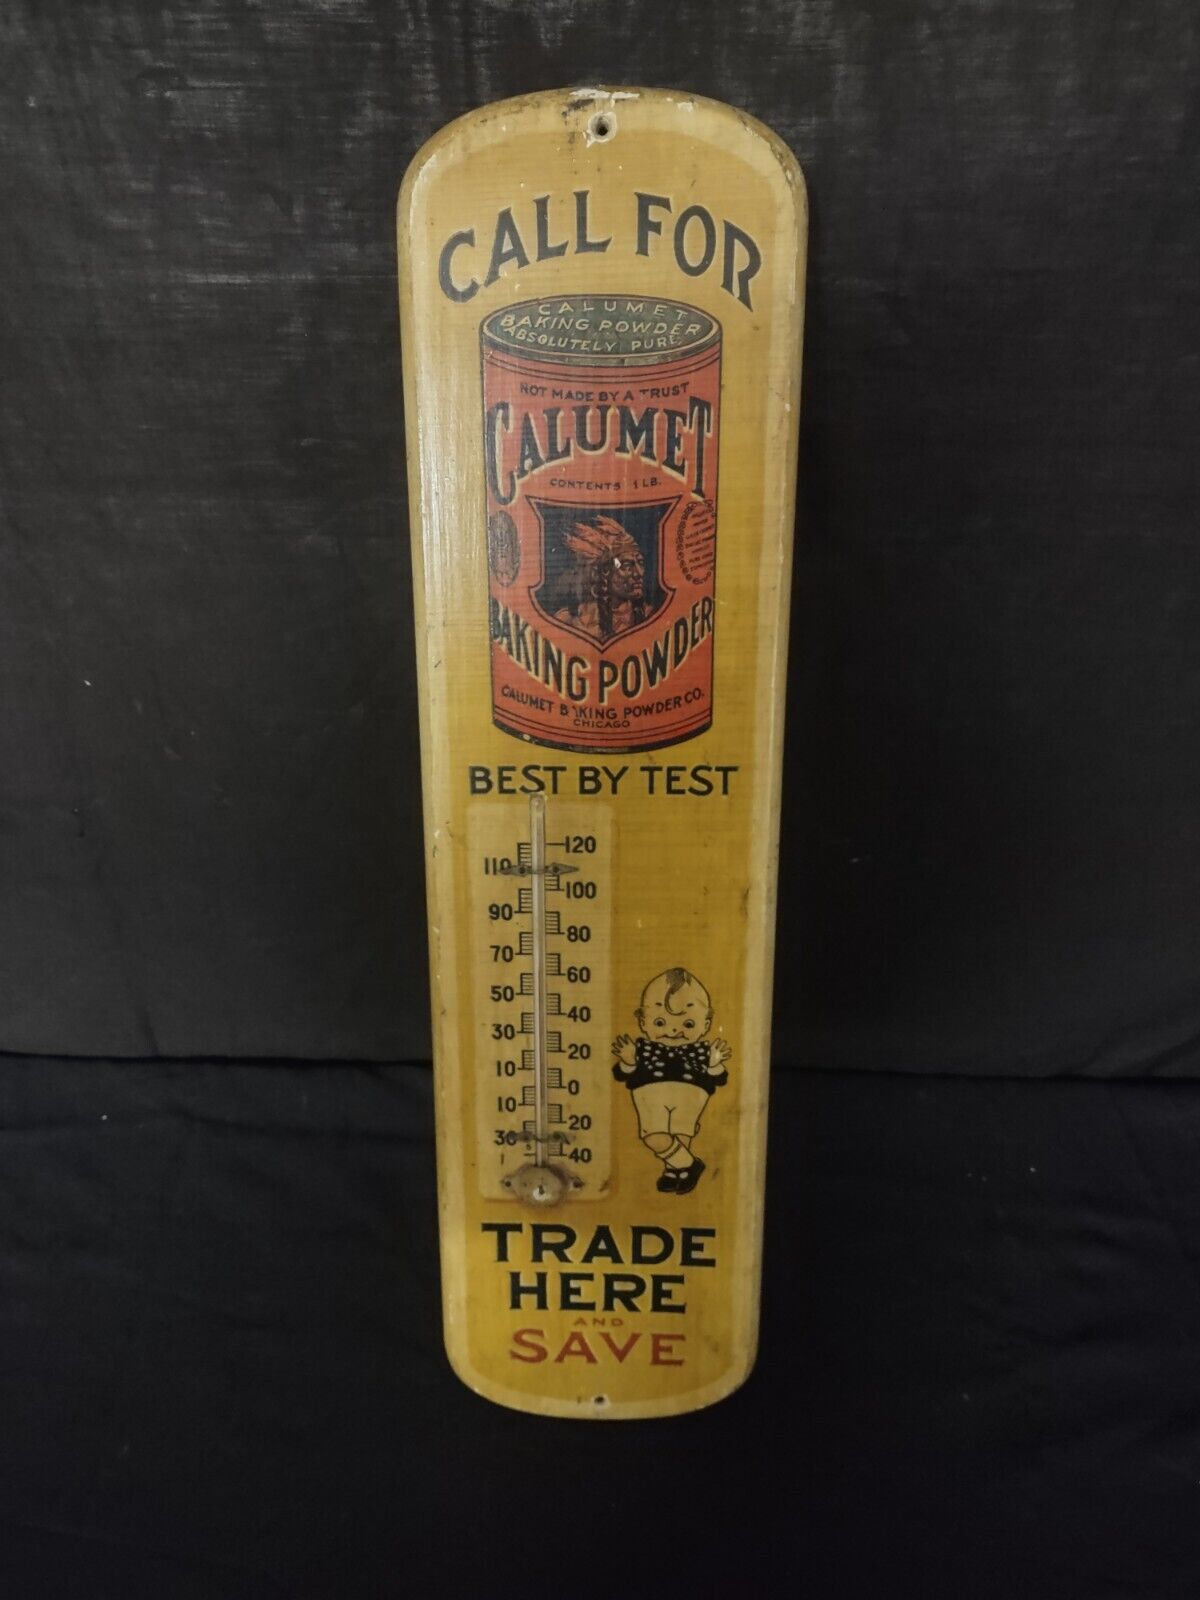 CALL FOR
CALUMET
BAKING POWDER
ABSOLUTELY PURE
NOT MADE BY A TRUST
CALUMET
CONTENTS 1 LB.
BAKING POWDER
CALUMET BAKING POWDER CO.
CHICAGO
BEST BY TEST
120
110
100
90
80
70
60
50
40
30
20
10
0
10
20
30
40
TRADE
HERE
AND
SAVE